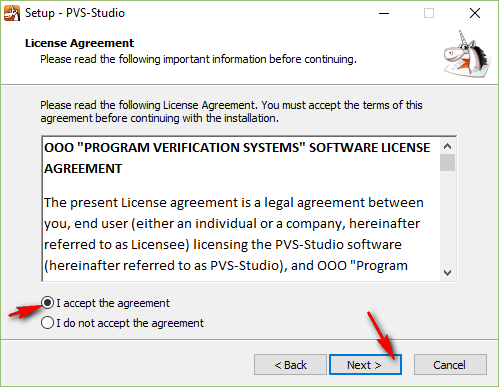 Setup - PVS-Studio
License Agreement
Please read the following important information before continuing.
Please read the following License Agreement. You must accept the terms of this
agreement before continuing with the installation.
OOO "PROGRAM VERIFICATION SYSTEMS" SOFTWARE LICENSE
AGREEMENT
The present License agreement is a legal agreement between
you, end user (either an individual or a company, hereinafter
referred to as Licensee) licensing the PVS-Studio software
(hereinafter referred to as PVS-Studio), and OOO "Program
I accept the agreement
I do not accept the agreement
< Back Next > Cancel